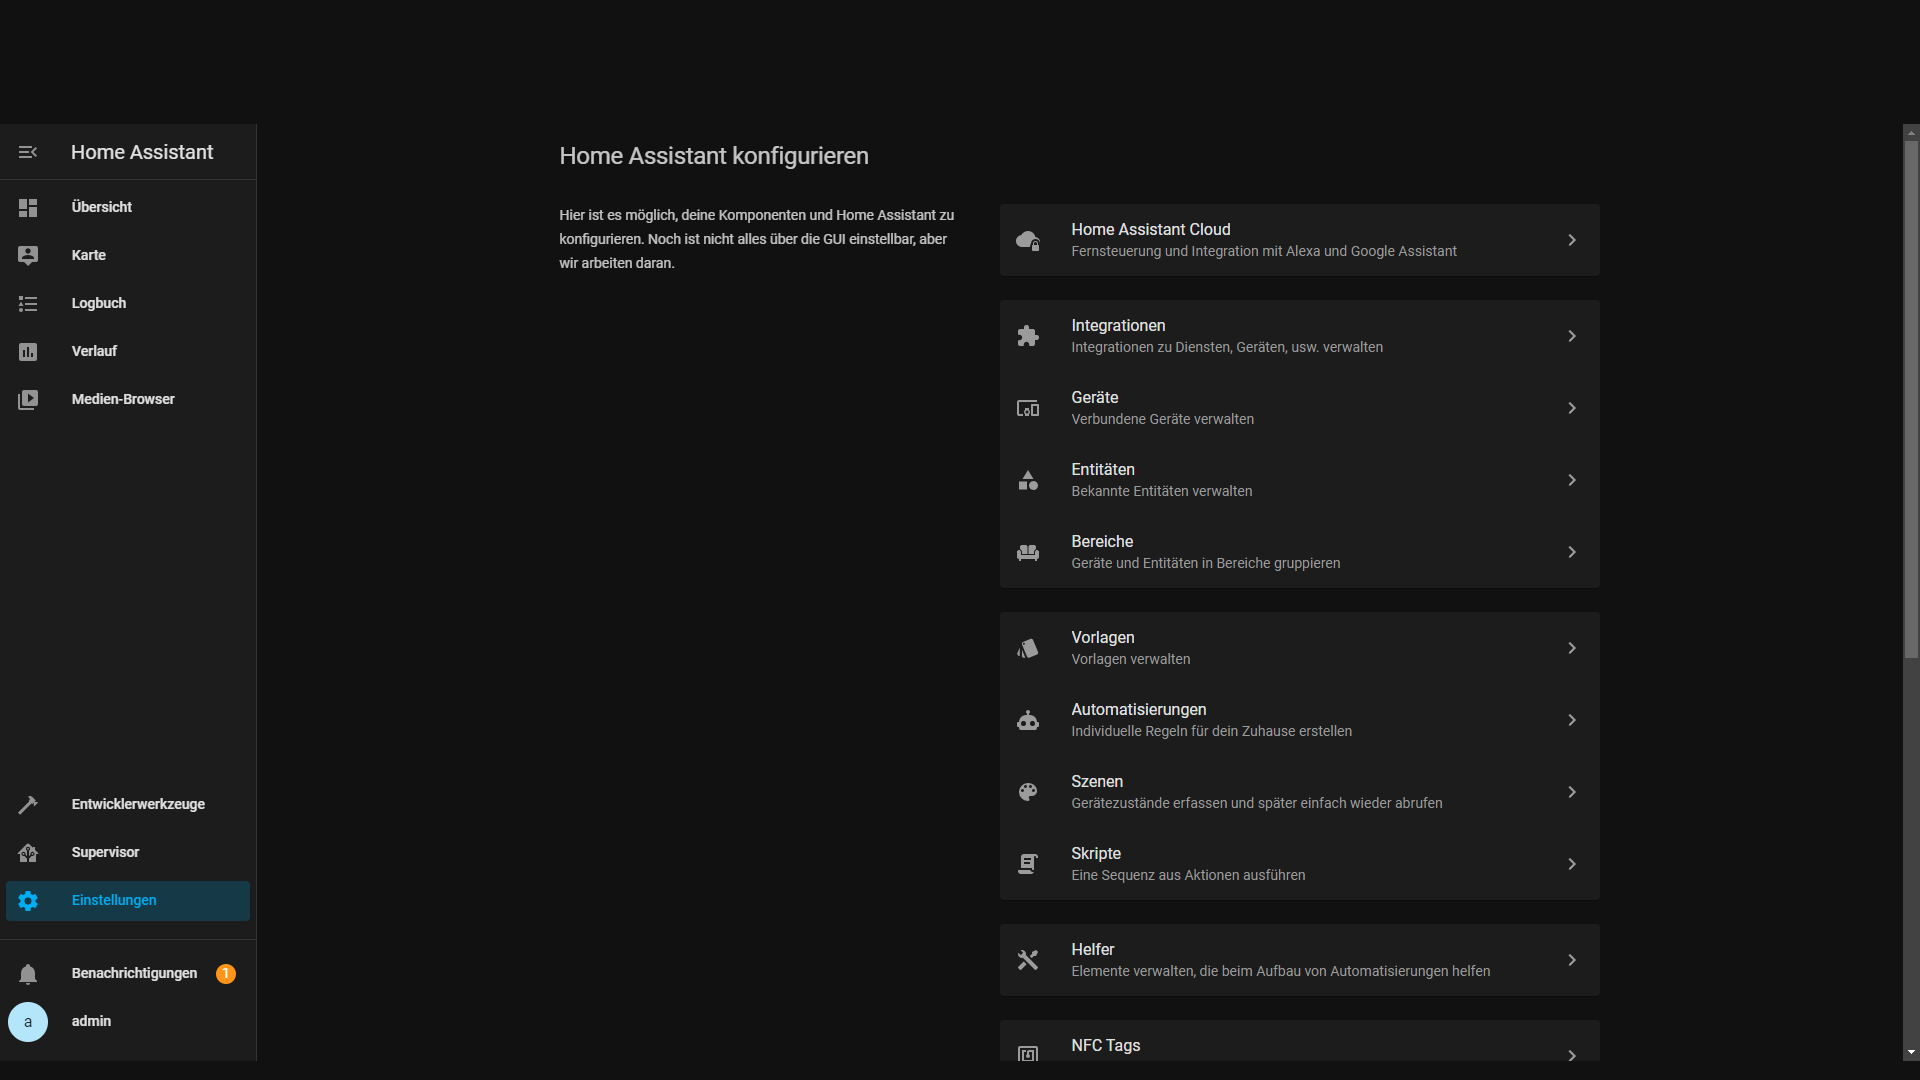 Home Assistant
Übersicht
Karte
Logbuch
Verlauf
Medien-Browser
Entwicklerwerkzeuge
Supervisor
Einstellungen
Benachrichtigungen 1
a admin
Home Assistant konfigurieren
Hier ist es möglich, deine Komponenten und Home Assistant zu
konfigurieren. Noch ist nicht alles über die GUI einstellbar, aber
wir arbeiten daran.
Home Assistant Cloud
Fernsteuerung und Integration mit Alexa und Google Assistant
Integrationen
Integrationen zu Diensten, Geräten, usw. verwalten
Geräte
Verbundene Geräte verwalten
Entitäten
Bekannte Entitäten verwalten
Bereiche
Geräte und Entitäten in Bereiche gruppieren
Vorlagen
Vorlagen verwalten
Automatisierungen
Individuelle Regeln für dein Zuhause erstellen
Szenen
Gerätezustände erfassen und später einfach wieder abrufen
Skripte
Eine Sequenz aus Aktionen ausführen
Helfer
Elemente verwalten, die beim Aufbau von Automatisierungen helfen
NFC Tags